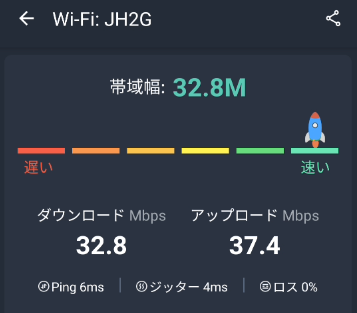 Wi-Fi: JH2G
帯域幅: 32.8M
遅い 速い
ダウンロード Mbps アップロード Mbps
32.8 37.4
Ping 6ms ジッター 4ms ロス 0%